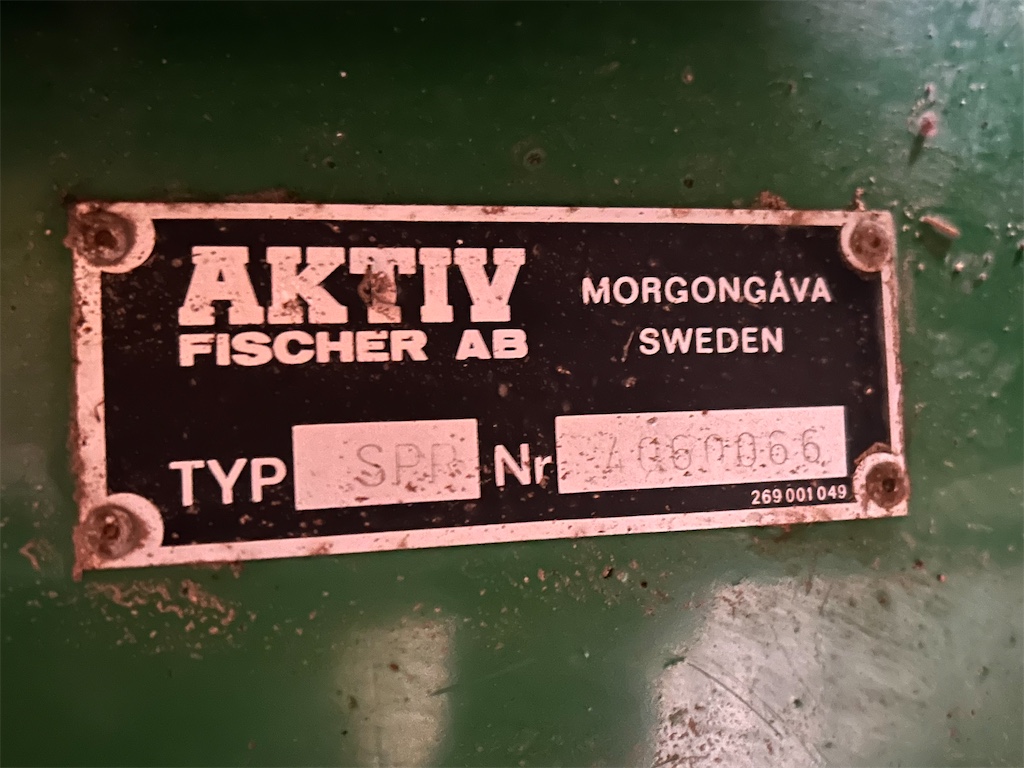 AKTIV
FISCHER AB
MORGONGÅVA
SWEDEN
TYP Nr
269 001 049